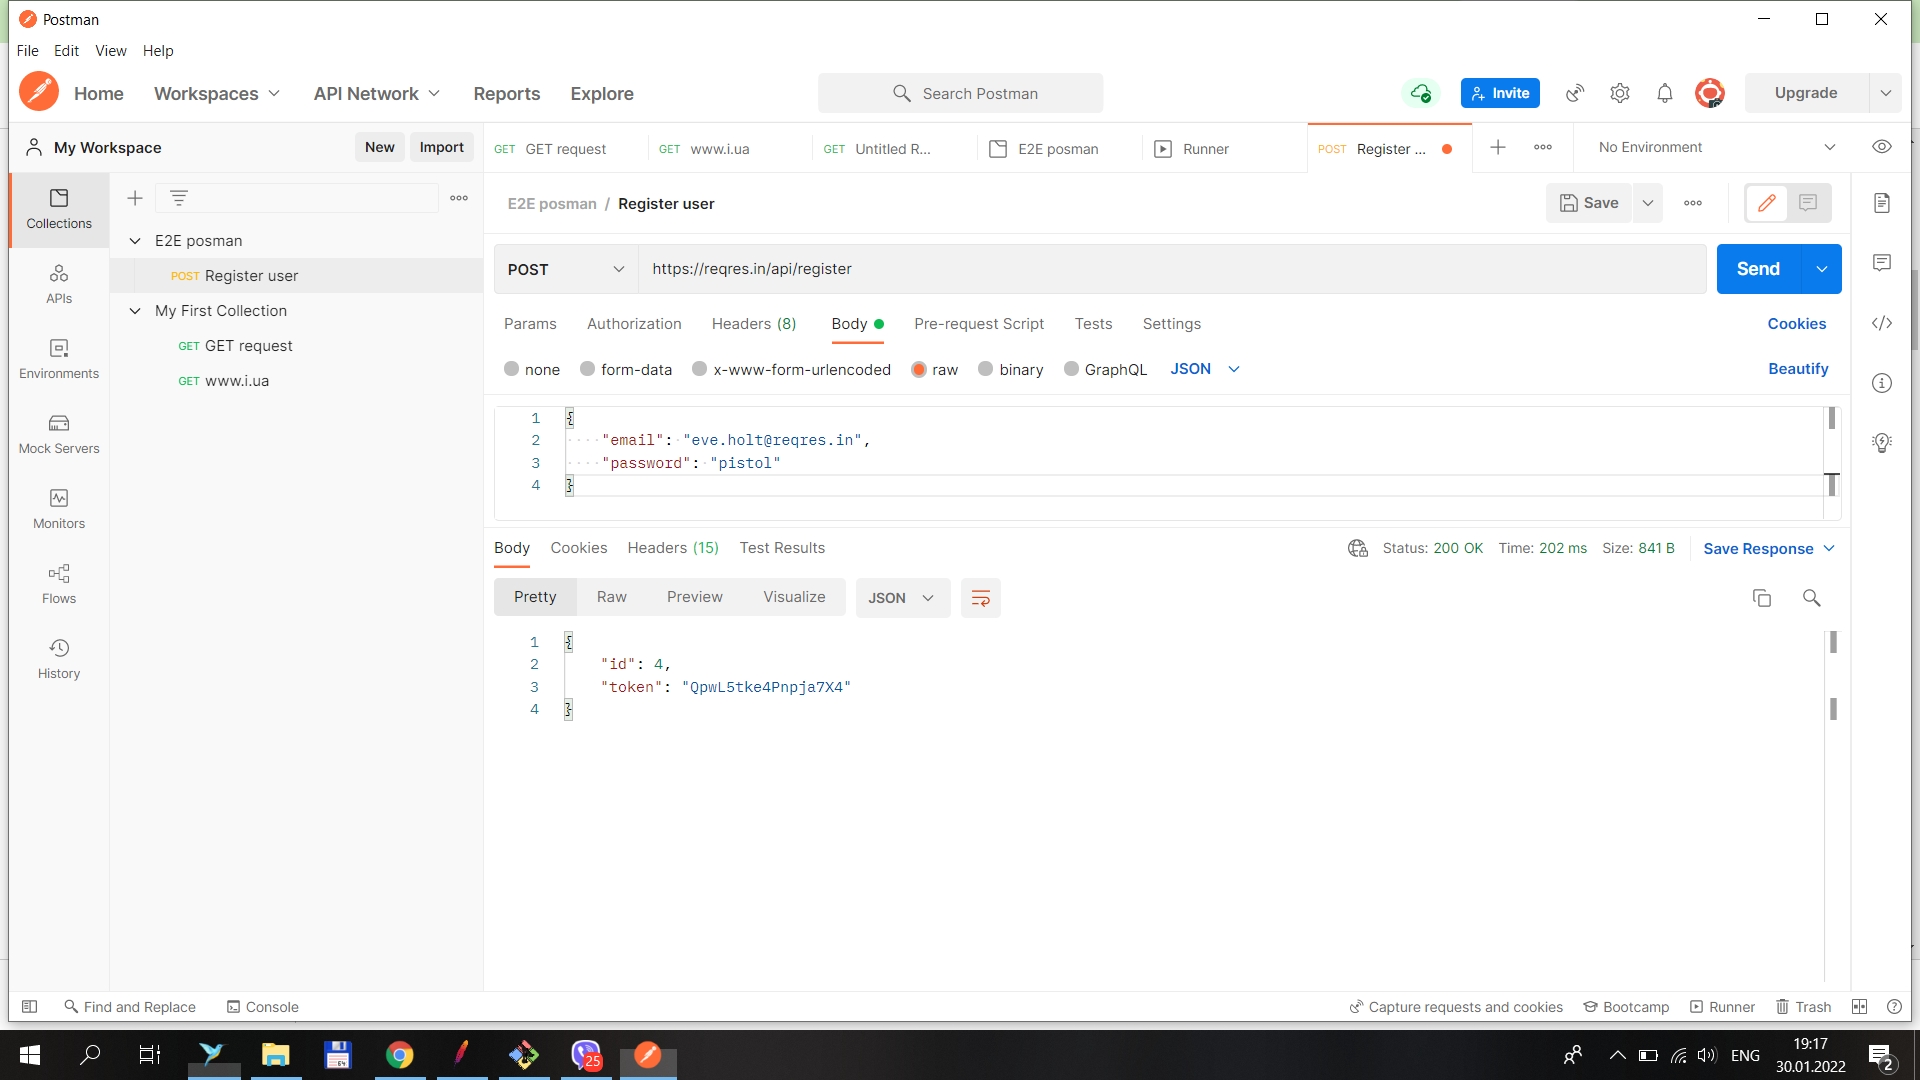 Postman
File Edit View Help
Home Workspaces API Network Reports Explore Search Postman Invite Upgrade
My Workspace New Import GET GET request GET www.i.ua GET Untitled R... E2E posman Runner POST Register ... No Environment
Collections
APIs
Environments
Mock Servers
Monitors
Flows
History
E2E posman
POST Register user
My First Collection
GET GET request
GET www.i.ua
E2E posman / Register user Save
POST https://reqres.in/api/register Send
Params Authorization Headers (8) Body Pre-request Script Tests Settings Cookies
none form-data x-www-form-urlencoded raw binary GraphQL JSON Beautify
1 {
2 "email": "eve.holt@reqres.in",
3 "password": "pistol"
4 }
Body Cookies Headers (15) Test Results Status: 200 OK Time: 202 ms Size: 841 B Save Response
Pretty Raw Preview Visualize JSON
1 {
2 "id": 4,
3 "token": "QpwL5tke4Pnpja7X4"
4 }
Find and Replace Console Capture requests and cookies Bootcamp Runner Trash
64 25 ENG 19:17
30.01.2022 2